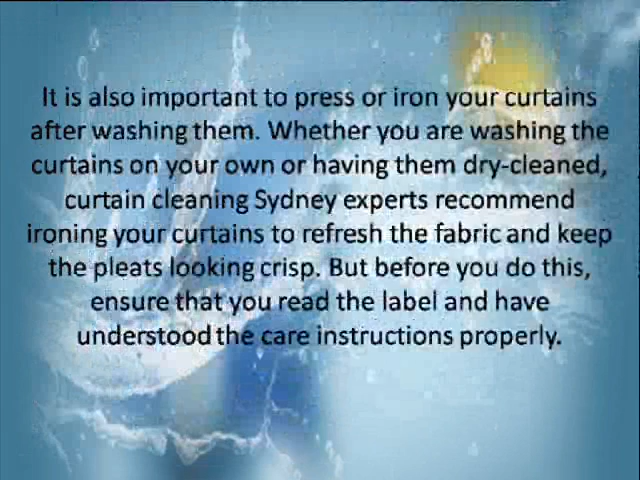 It is also important to press or iron your curtains
after washing them. Whether you are washing the
curtains on your own or having them dry-cleaned,
curtain cleaning Sydney experts recommend
ironing your curtains to refresh the fabric and keep
the pleats looking crisp. But before you do this,
ensure that you read the label and have
understood the care instructions properly.